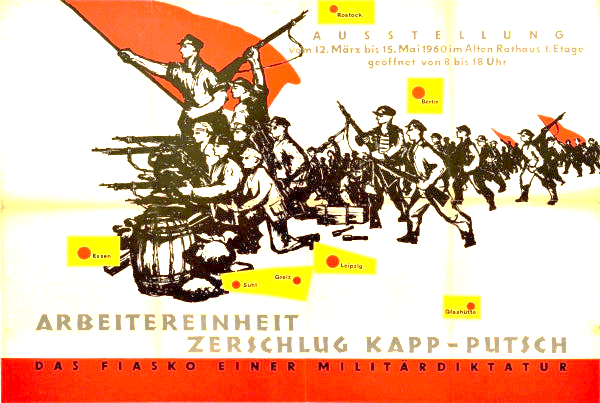 Rostock
AUSSTELLUNG
vom 12. März bis 15. Mai 1960 im Alten Rathaus 1. Etage
geöffnet von 8 bis 18 Uhr
Berlin
Essen
Suhl
Greiz
Leipzig
Glashütte
ARBEITEREINHEIT
ZERSCHLUG KAPP-PUTSCH
DAS FIASKO EINER MILITÄRDIKTATUR